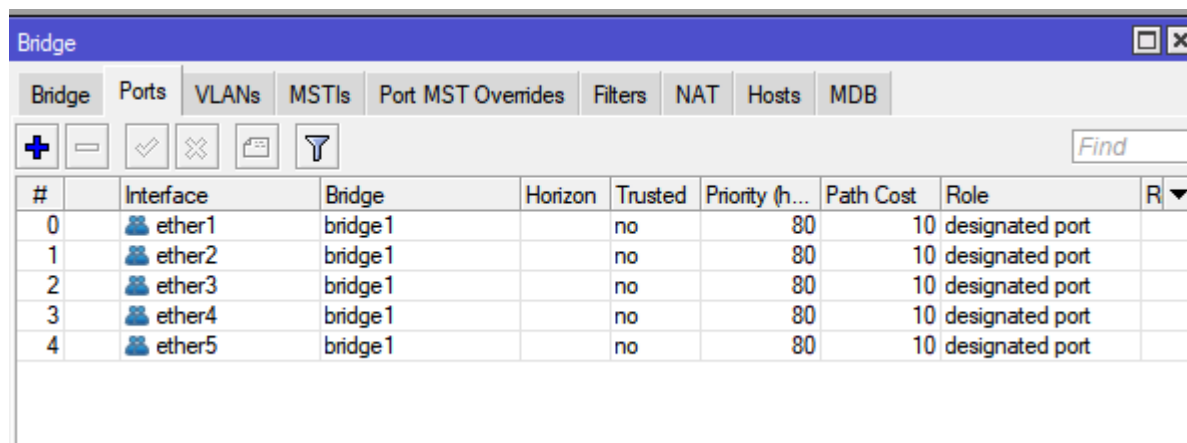 Bridge
Bridge Ports VLANs MSTIs Port MST Overrides Filters NAT Hosts MDB
Find
# Interface Bridge Horizon Trusted Priority (h... Path Cost Role R
0 ether1 bridge1 no 80 10 designated port
1 ether2 bridge1 no 80 10 designated port
2 ether3 bridge1 no 80 10 designated port
3 ether4 bridge1 no 80 10 designated port
4 ether5 bridge1 no 80 10 designated port